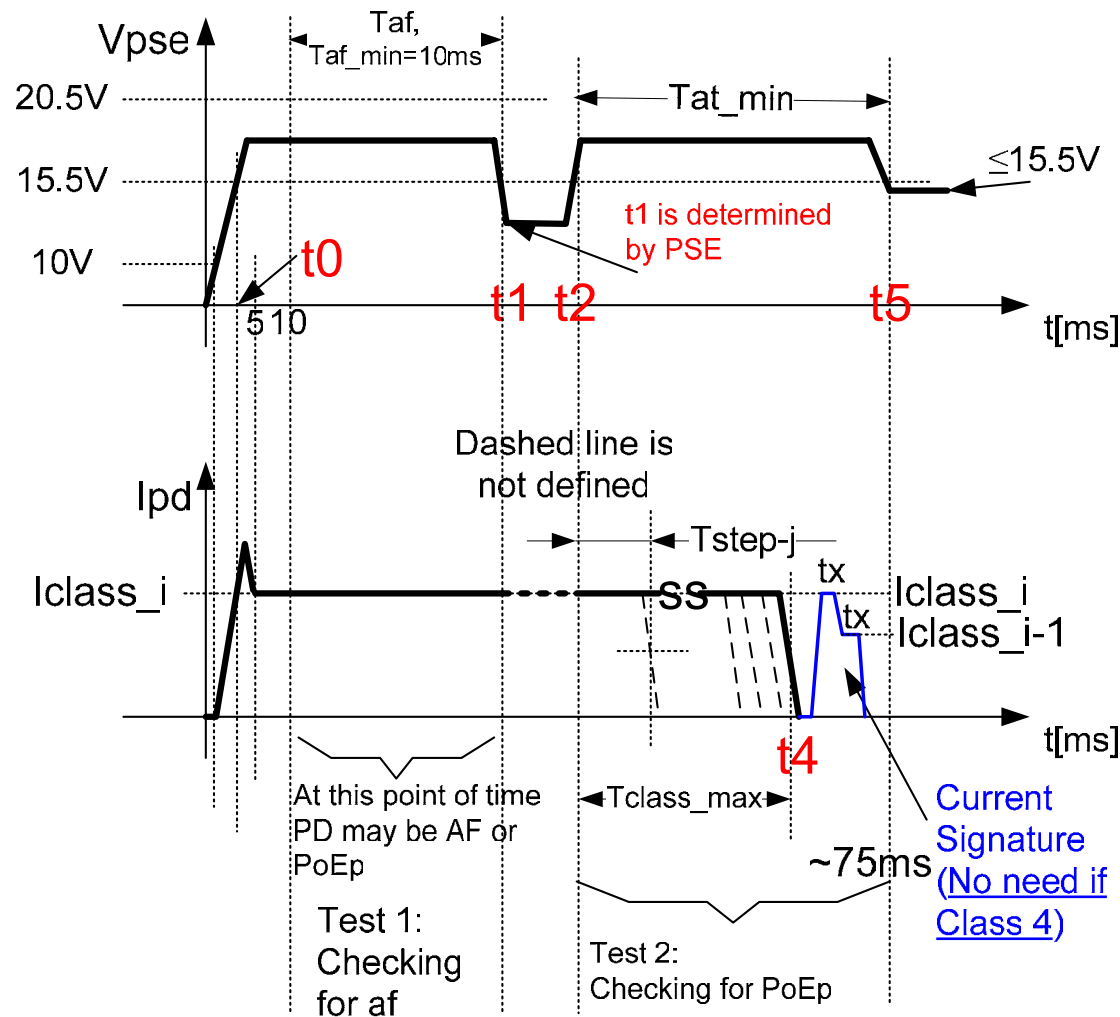 Taf,
Vpse
Taf_min=10ms
20.5V
Tat_min
15.5V
≤15.5V
t1 is determined
by PSE
10V
t0
510
t1
t2
t5
t[ms]
Dashed line is
not defined
Ipd
Tstep-j
tx
Iclass_i
SS
Iclass_i
tx
Iclass_i-1
t[ms]
t4
At this point of time
PD may be AF or
PoEp
Tclass_max
Current
Signature
(No need if
Class 4)
~75ms
Test 1:
Checking
for af
Test 2:
Checking for PoEp